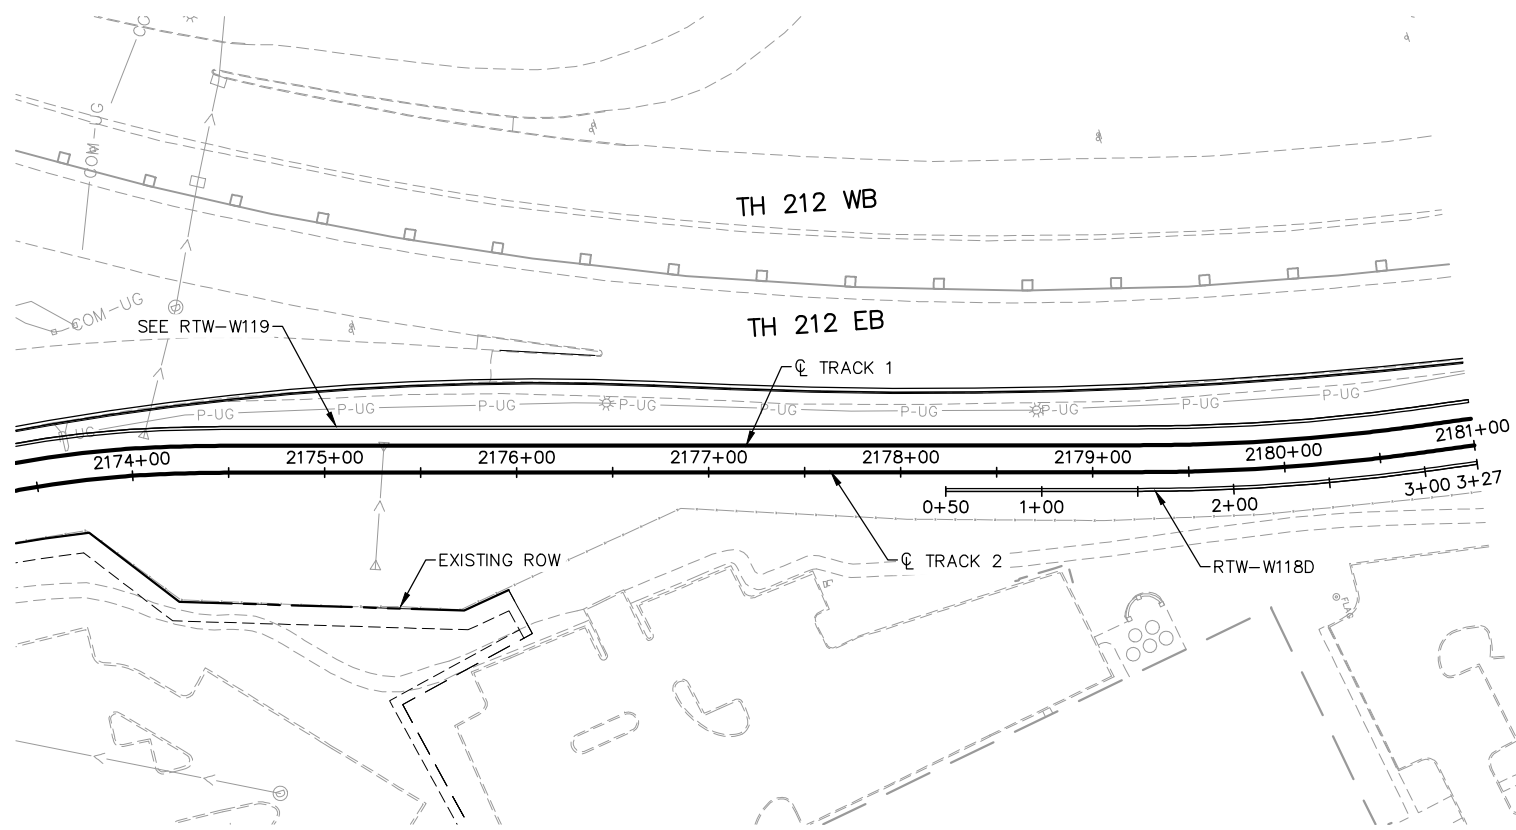 COM-UG
TH 212 WB
COM-UG
SEE RTW-W119
TH 212 EB
℄ TRACK 1
P-UG
P-UG
P-UG
P-UG
P-UG
P-UG
P-UG
P-UG
P-UG
UG
2174+00
2175+00
2176+00
2177+00
2178+00
2179+00
2180+00
2181+00
0+50
1+00
2+00
3+00
3+27
EXISTING ROW
℄ TRACK 2
RTW-W118D